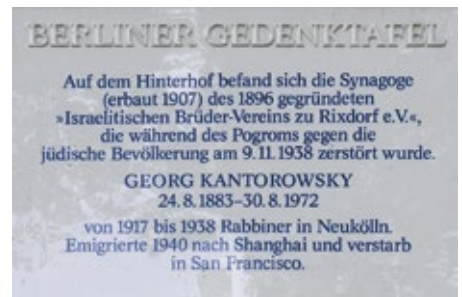 BERLINER GEDENKTAFEL
Auf dem Hinterhof befand sich die Synagoge
(erbaut 1907) des 1896 gegründeten
»Israelitischen Brüder-Vereins zu Rixdorf e.V.«,
die während des Pogroms gegen die
jüdische Bevölkerung am 9.11.1938 zerstört wurde.
GEORG KANTOROWSKY
24.8.1883–30.8.1972
von 1917 bis 1938 Rabbiner in Neukölln.
Emigrierte 1940 nach Shanghai und verstarb
in San Francisco.